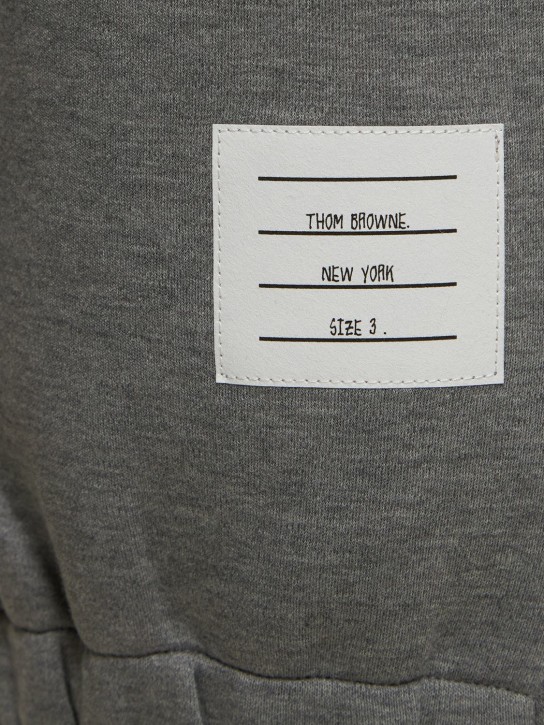 THOM BROWNE.
NEW YORK
SIZE 3 .